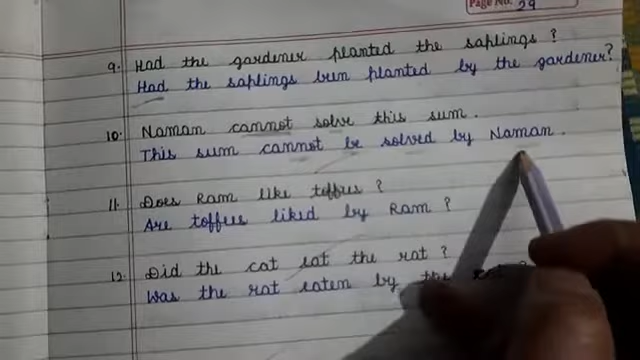 Page No. 29
9. Had the gardener planted the saplings ?
Had the saplings been planted by the gardener?
10. Naman cannot solve this sum.
This sum cannot be solved by Naman.
11. Does Ram like toffees ?
Are toffees liked by Ram ?
12. Did the cat eat the rat ?
Was the rat eaten by the cat ?